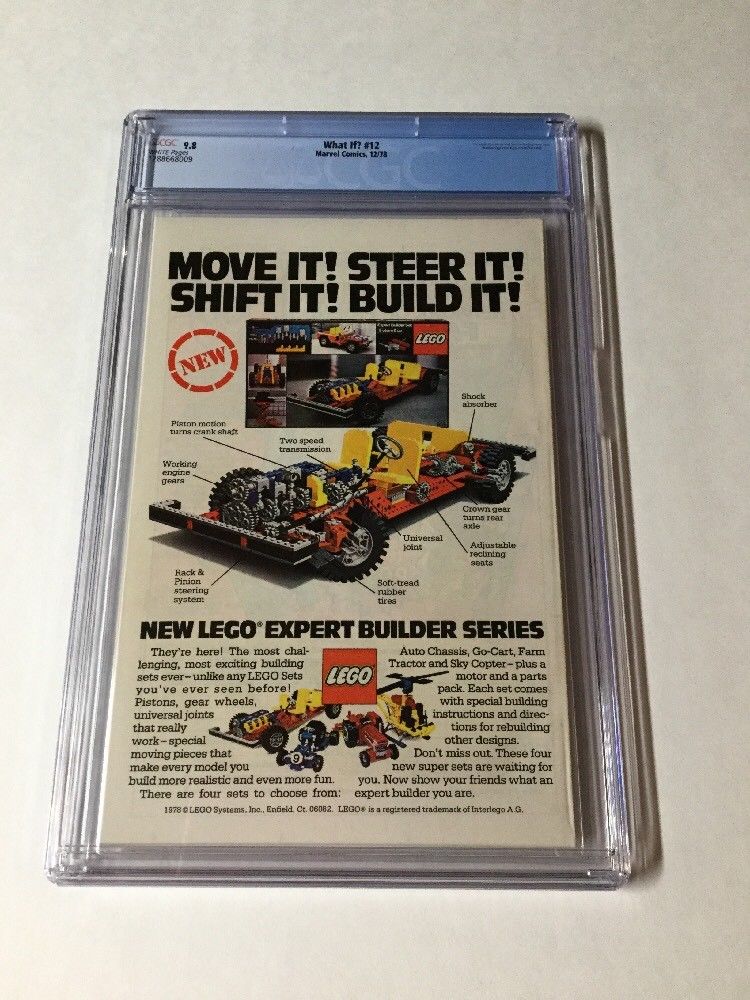 CGC 9.8 What If? #12
WHITE Pages Marvel Comics, 12/78
CGC
MOVE IT! STEER IT!
SHIFT IT! BUILD IT!
NEW
Expert Builder Set
LEGO
Shock
absorber
Piston motion
turns crank shaft
Two speed
transmission
Working
engine
gears
Crown gear
turns rear
axle
Universal
joint
Adjustable
reclining
seats
Rack &
Pinion
steering
system
Soft-tread
rubber
tires
NEW LEGO® EXPERT BUILDER SERIES
They're here! The most chal-
lenging, most exciting building
sets ever–unlike any LEGO Sets
you've ever seen before!
Pistons, gear wheels,
universal joints
that really
work–special
moving pieces that
make every model you
build more realistic and even more fun.
There are four sets to choose from:
LEGO
9
Auto Chassis, Go-Cart, Farm
Tractor and Sky Copter–plus a
motor and a parts
pack. Each set comes
with special building
instructions and direc-
tions for rebuilding
other designs.
Don't miss out. These four
new super sets are waiting for
you. Now show your friends what an
expert builder you are.
1978 © LEGO Systems, Inc., Enfield, Ct. 06082. LEGO® is a registered trademark of Interlego A.G.